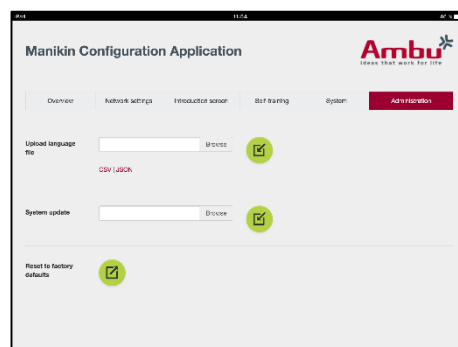 iPad 11:54
Manikin Configuration Application
Ambu
Ideas that work for life
Overview Network settings Introduction screen Self-training System Administration
Upload language
file
Browse
CSV | JSON
System update
Browse
Reset to factory
defaults